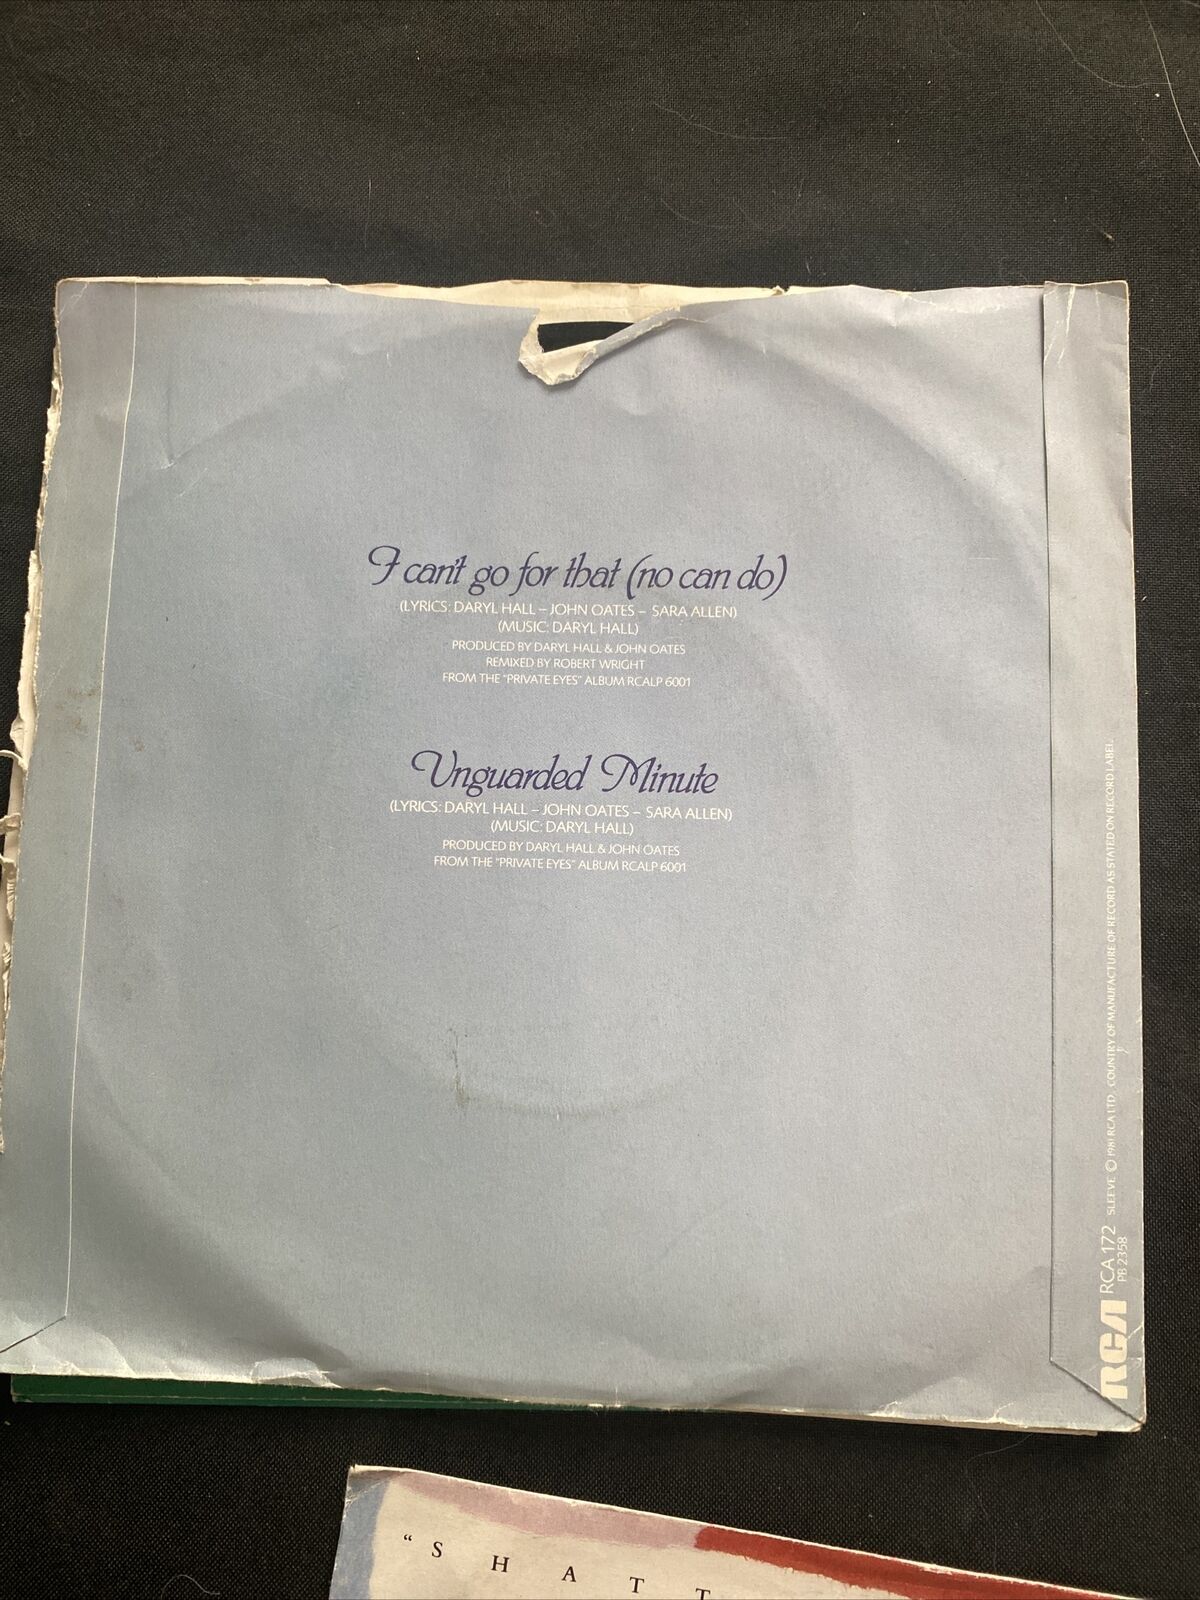 I can't go for that (no can do)
(LYRICS: DARYL HALL – JOHN OATES – SARA ALLEN)
(MUSIC: DARYL HALL)
PRODUCED BY DARYL HALL & JOHN OATES
REMIXED BY ROBERT WRIGHT
FROM THE "PRIVATE EYES" ALBUM RCALP 6001
Unguarded Minute
(LYRICS: DARYL HALL – JOHN OATES – SARA ALLEN)
(MUSIC: DARYL HALL)
PRODUCED BY DARYL HALL & JOHN OATES
FROM THE "PRIVATE EYES" ALBUM RCALP 6001
RCA RCA 172 SLEEVE © 1981 RCA LTD. COUNTRY OF MANUFACTURE OF RECORD AS STATED ON RECORD LABEL.
PB 2358
“SHATT